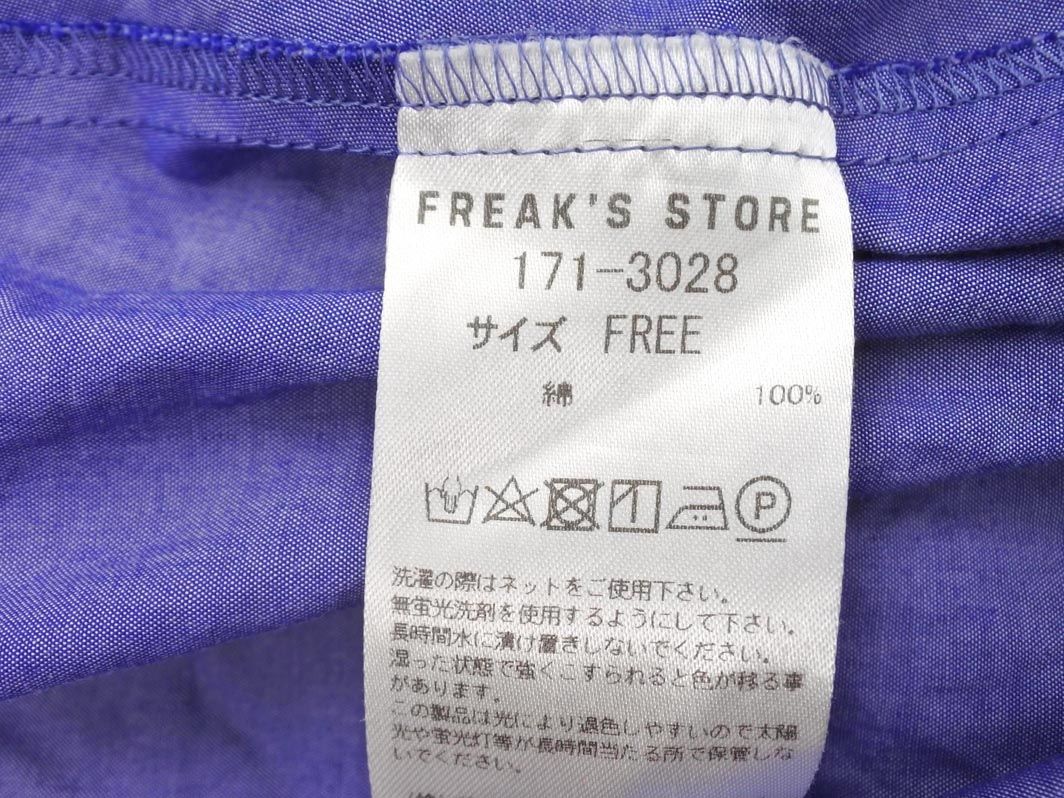 FREAK'S STORE
171-3028
サイズ FREE
綿 100%
P
洗濯の際はネットをご使用下さい。
無蛍光洗剤を使用するようにして下さい。
長時間水に漬け置きしないでください。
湿った状態で強くこすられると色が移る事
があります。
この製品は光により退色しやすいので太陽
光や蛍光灯等が長時間当たる所で保管しな
いでください。